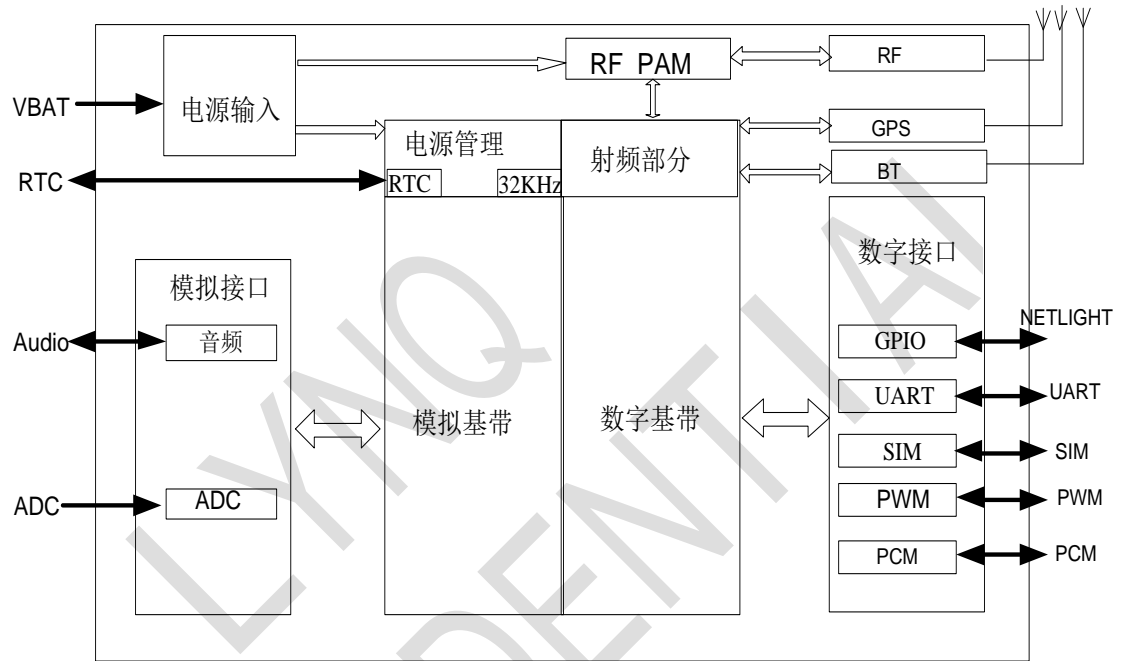 RF PAM
RF
VBAT
电源输入
GPS
电源管理
射频部分
BT
RTC
RTC
32KHz
数字接口
模拟接口
NETLIGHT
Audio
音频
GPIO
UART
UART
模拟基带
数字基带
SIM
SIM
ADC
ADC
PWM
PWM
PCM
PCM
LYNQ
DENTIAI